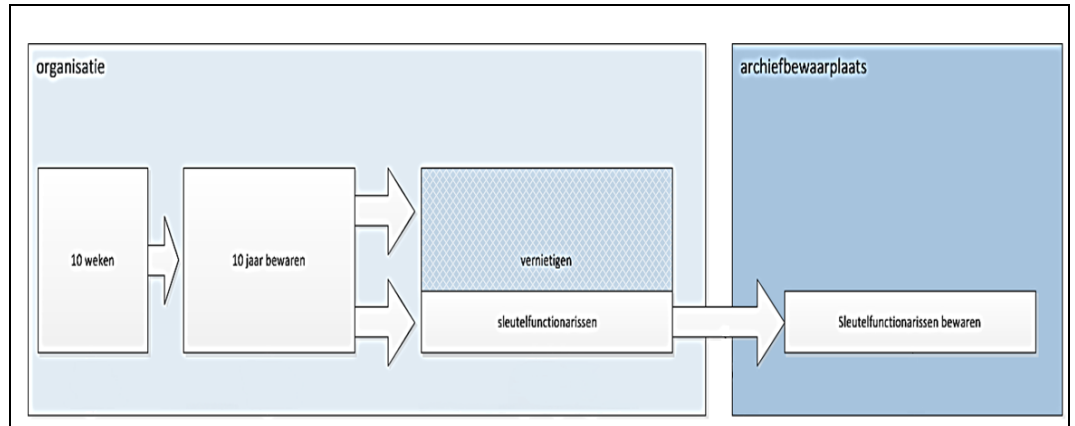 organisatie
archiefbewaarplaats
10 weken
10 jaar bewaren
vernietigen
sleutelfunctionarissen
Sleutelfunctionarissen bewaren